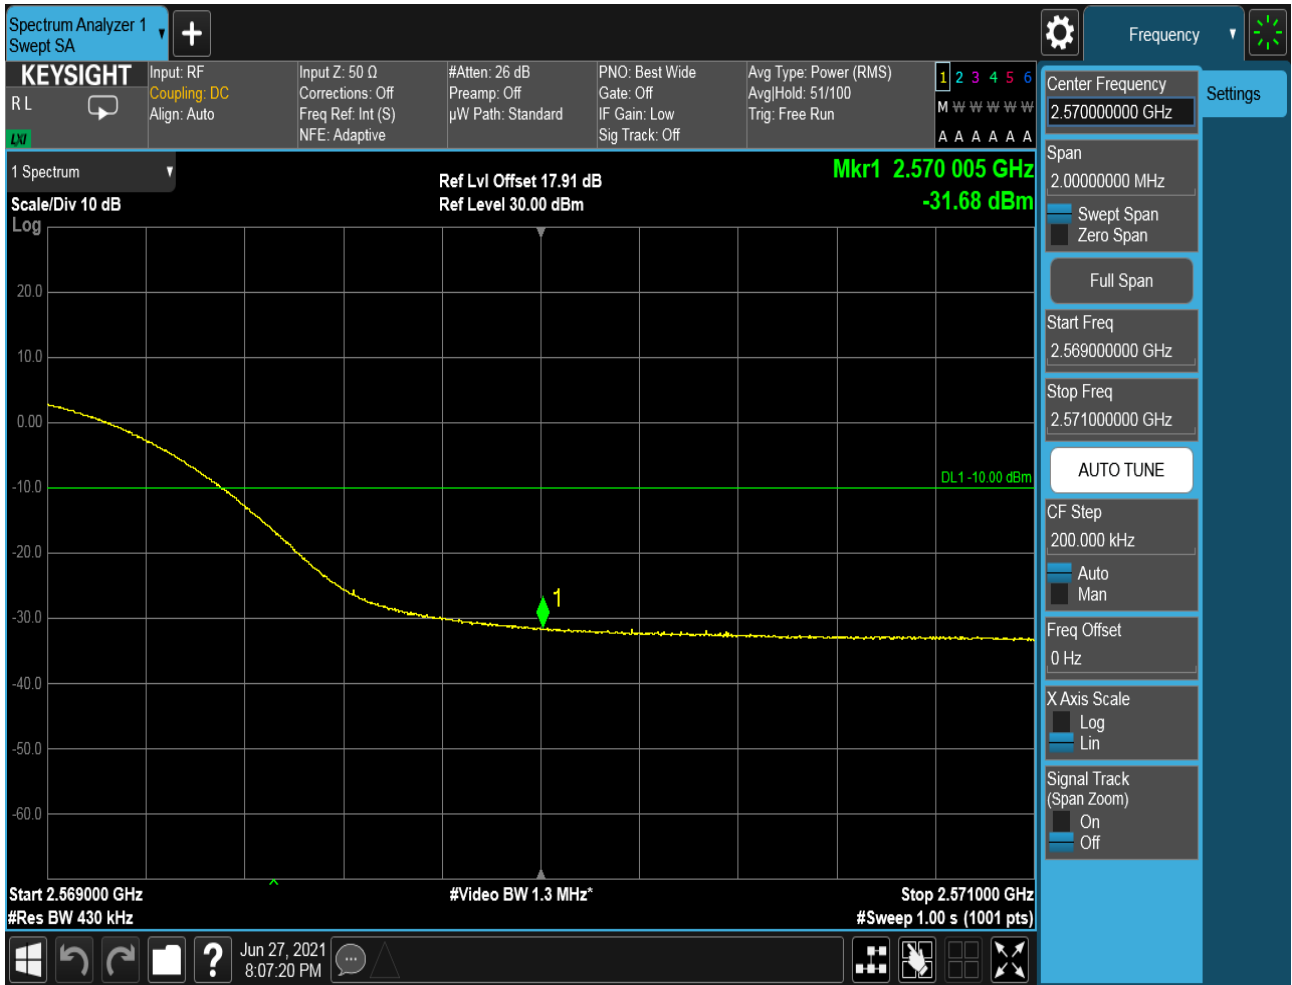 Spectrum Analyzer 1
Swept SA
Frequency
KEYSIGHT
R L
LXI
Input: RF
Coupling: DC
Align: Auto
Input Z: 50 Ω
Corrections: Off
Freq Ref: Int (S)
NFE: Adaptive
#Atten: 26 dB
Preamp: Off
µW Path: Standard
PNO: Best Wide
Gate: Off
IF Gain: Low
Sig Track: Off
Avg Type: Power (RMS)
Avg|Hold: 51/100
Trig: Free Run
1 2 3 4 5 6
M W W W W W
A A A A A A
1 Spectrum
Scale/Div 10 dB
Log
Ref Lvl Offset 17.91 dB
Ref Level 30.00 dBm
Mkr1 2.570 005 GHz
-31.68 dBm
20.0
10.0
0.00
-10.0
-20.0
-30.0
-40.0
-50.0
-60.0
DL1 -10.00 dBm
1
Start 2.569000 GHz
#Res BW 430 kHz
#Video BW 1.3 MHz*
Stop 2.571000 GHz
#Sweep 1.00 s (1001 pts)
Center Frequency
2.570000000 GHz
Settings
Span
2.00000000 MHz
Swept Span
Zero Span
Full Span
Start Freq
2.569000000 GHz
Stop Freq
2.571000000 GHz
AUTO TUNE
CF Step
200.000 kHz
Auto
Man
Freq Offset
0 Hz
X Axis Scale
Log
Lin
Signal Track
(Span Zoom)
On
Off
?
Jun 27, 2021
8:07:20 PM